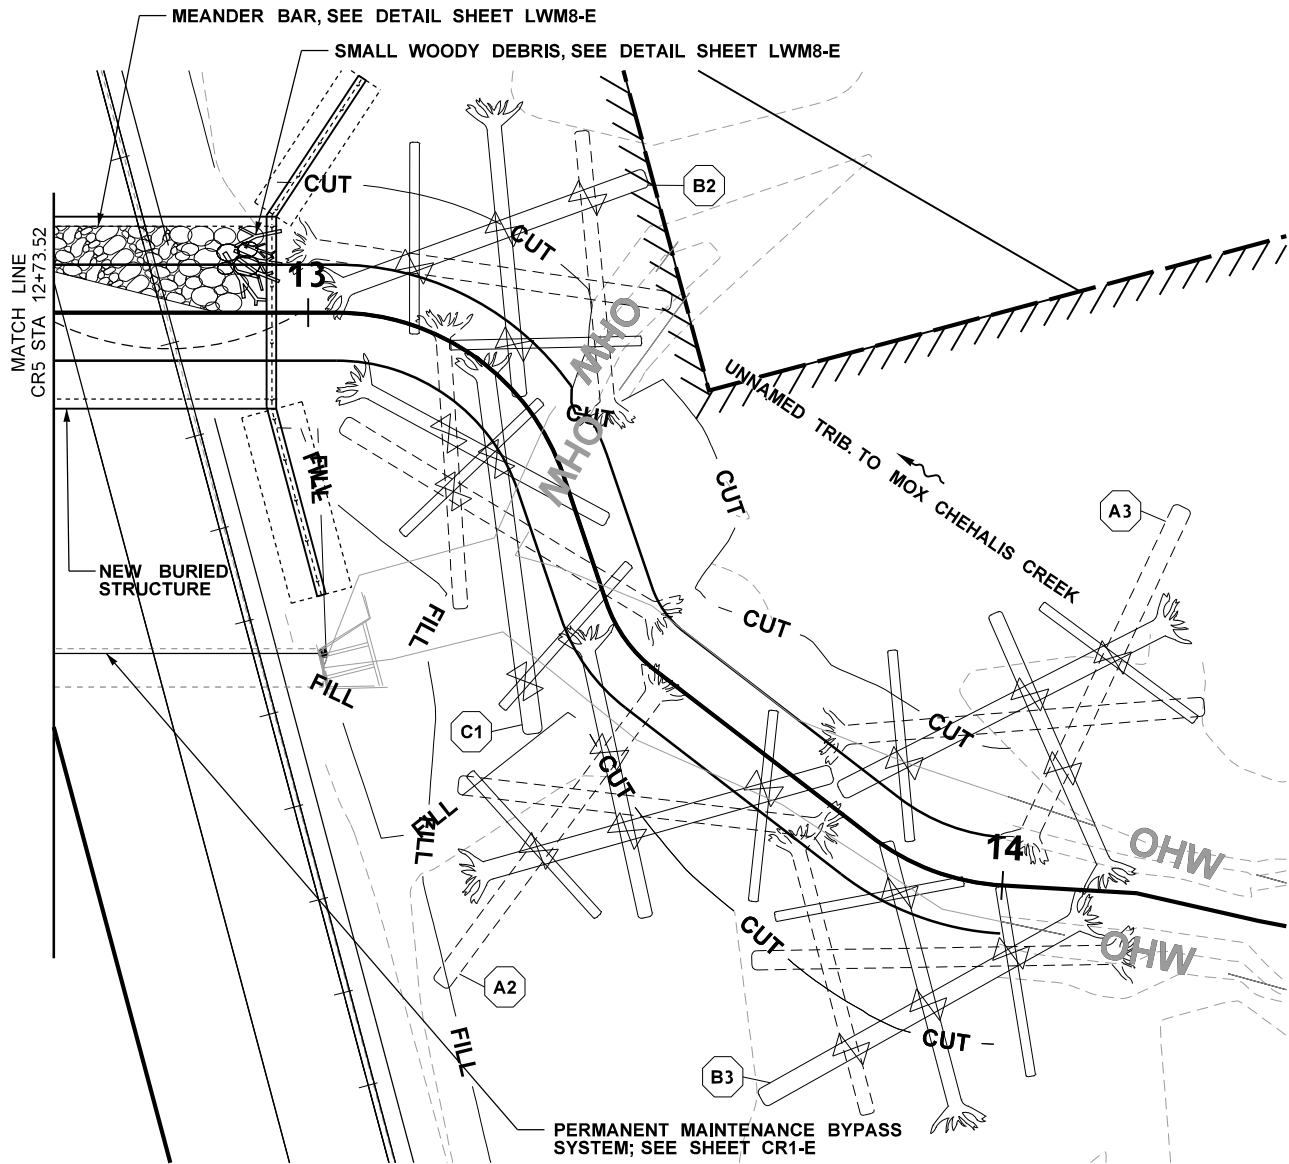 MEANDER BAR, SEE DETAIL SHEET LWM8-E
SMALL WOODY DEBRIS, SEE DETAIL SHEET LWM8-E
CUT
B2
CUT
MATCH LINE
CR5 STA 12+73.52
13
OHW
UNNAMED TRIB. TO MOX CHEHALIS CREEK
CUT
OHW
CUT
FILL
A3
NEW BURIED
STRUCTURE
FILL
CUT
FILL
C1
CUT
CUT
FILL
FILL
14
OHW
CUT
OHW
A2
FILL
CUT
B3
PERMANENT MAINTENANCE BYPASS
SYSTEM; SEE SHEET CR1-E